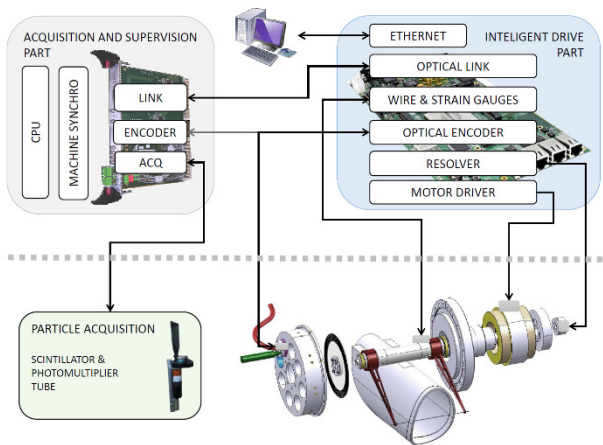 ACQUISITION AND SUPERVISION
PART
CPU
MACHINE SYNCHRO
LINK
ENCODER
ACQ
ETHERNET
INTELIGENT DRIVE
PART
OPTICAL LINK
WIRE & STRAIN GAUGES
OPTICAL ENCODER
RESOLVER
MOTOR DRIVER
PARTICLE ACQUISITION
SCINTILLATOR &
PHOTOMULTIPLIER
TUBE